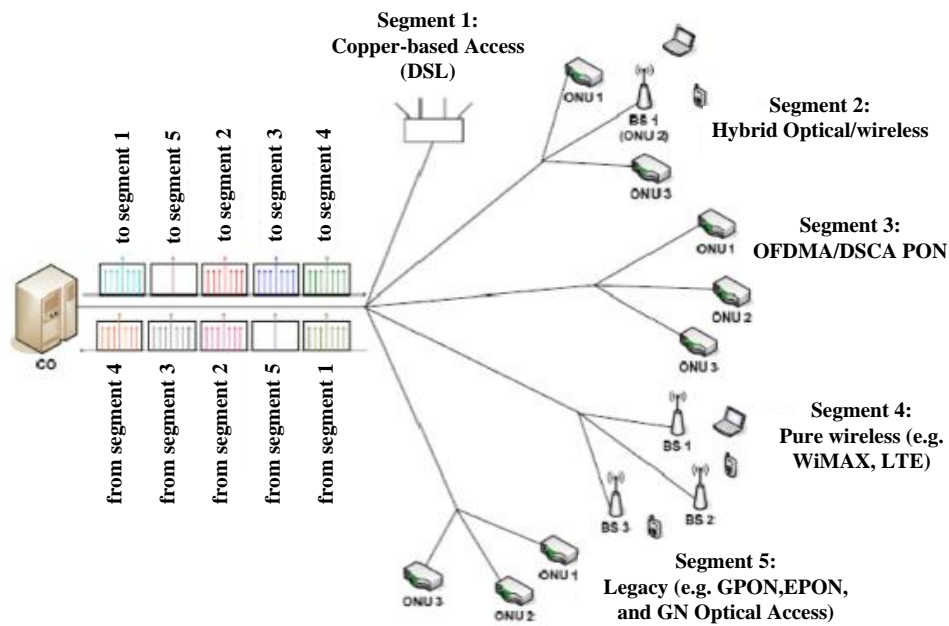 Segment 1:
Copper-based Access
(DSL)
ONU 1
BS 1
(ONU 2)
ONU 3
Segment 2:
Hybrid Optical/wireless
to segment 1
to segment 5
to segment 2
to segment 3
to segment 4
Segment 3:
OFDMA/DSCA PON
ONU 1
ONU 2
ONU 3
CO
from segment 4
from segment 3
from segment 2
from segment 5
from segment 1
Segment 4:
Pure wireless (e.g.
WiMAX, LTE)
BS 1
BS 2
BS 3
Segment 5:
Legacy (e.g. GPON,EPON,
and GN Optical Access)
ONU 1
ONU 2
ONU 3